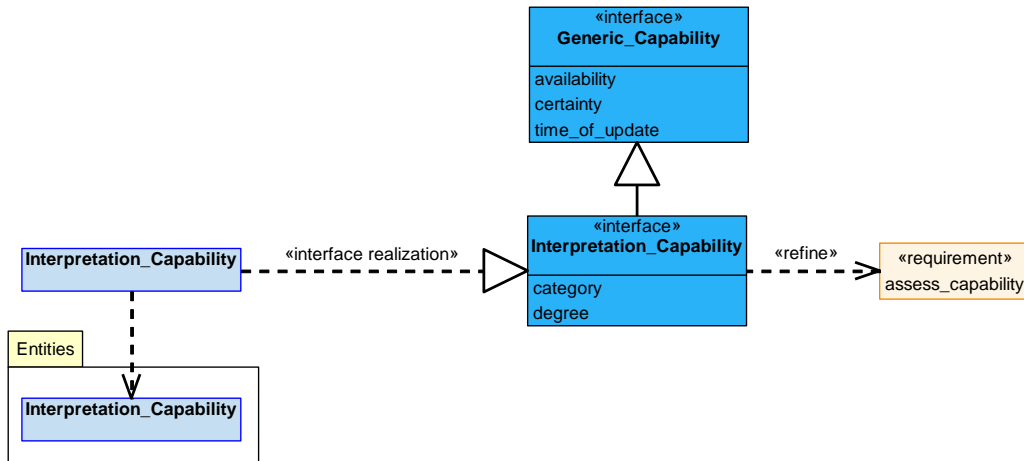 «interface»
Generic_Capability
availability
certainty
time_of_update
«interface»
Interpretation_Capability
category
degree
Interpretation_Capability
«interface realization»
«refine»
«requirement»
assess_capability
Entities
Interpretation_Capability